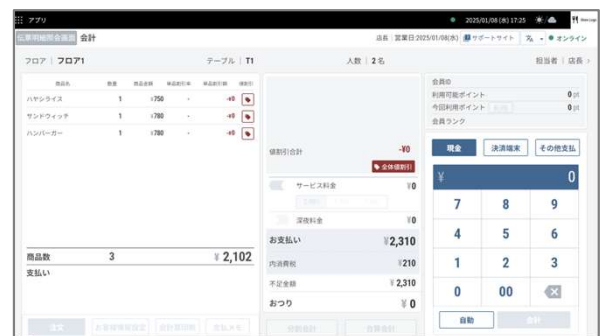 アプリ
2025/01/08 (水) 17:25
伝票明細照会画面 会計
店長 営業日:2025/01/08(水) サポートサイト オンライン
フロア フロア1
テーブル T1
人数 2 名
担当者 店長
商品名 数量 商品金額 単品割引率 単品割引額 値割引
ハヤシライス 1 ¥750 - -¥0
サンドウィッチ 1 ¥780 - -¥0
ハンバーガー 1 ¥780 - -¥0
商品数 3 ¥ 2,102
支払い
値割引合計 -¥0
全体値割引
サービス料金 ¥0
深夜料金 ¥0
お支払い ¥2,310
内消費税 ¥210
不足金額 ¥ 2,310
おつり ¥ 0
会員ID
利用可能ポイント 0 pt
今回利用ポイント 0 pt
会員ランク
現金 決済端末 その他支払
¥ 0
7 8 9
4 5 6
1 2 3
0 00
自動 会計